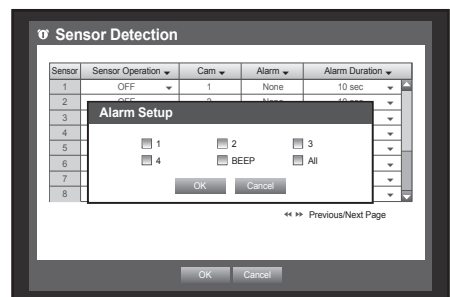 Sensor Detection
Sensor Sensor Operation Cam Alarm Alarm Duration
1 OFF 1 None 10 sec
2
3
4
5
6
7
8
Alarm Setup
1 2 3
4 BEEP All
OK Cancel
Previous/Next Page
OK Cancel